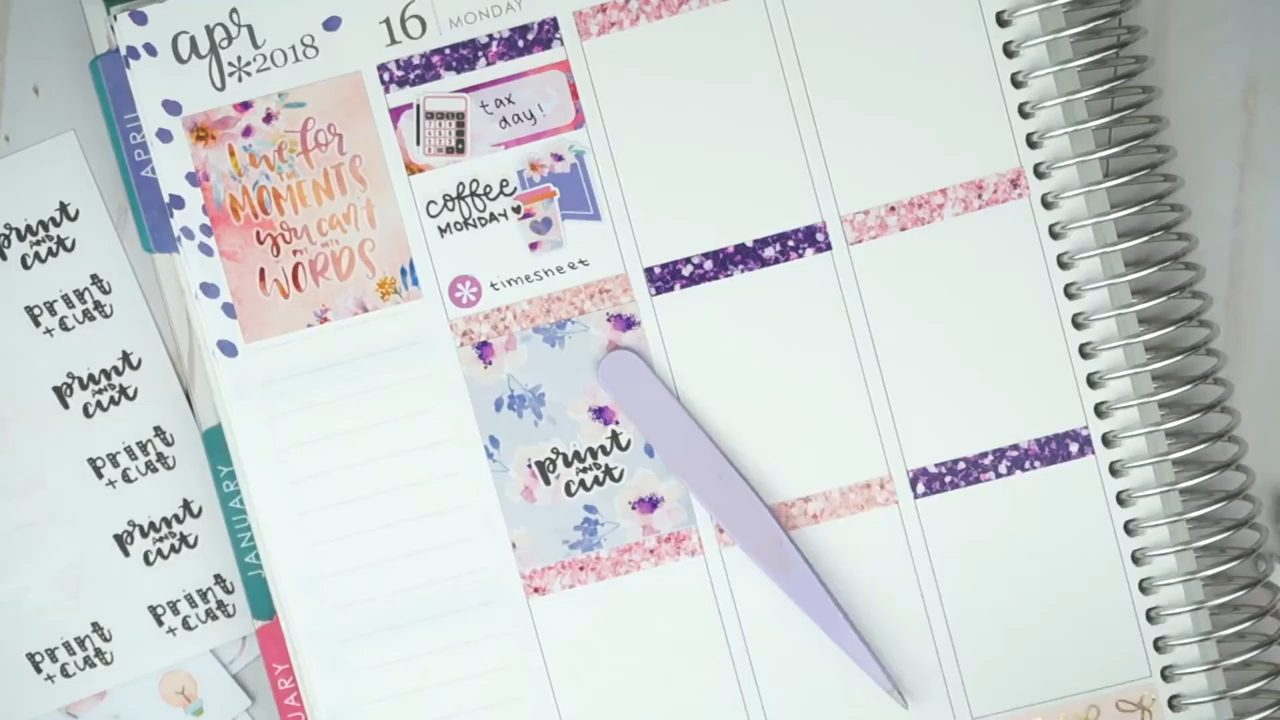 apr
*2018
16
MONDAY
APRIL
live for
the
MOMENTS
you can't
put into
WORDS
tax
day!
coffee
MONDAY
timesheet
print
AND
cut
print
AND
cut
print
+cut
print
AND
cut
print
+cut
print
AND
cut
print
+cut
print
+cut
JANUARY
UARY